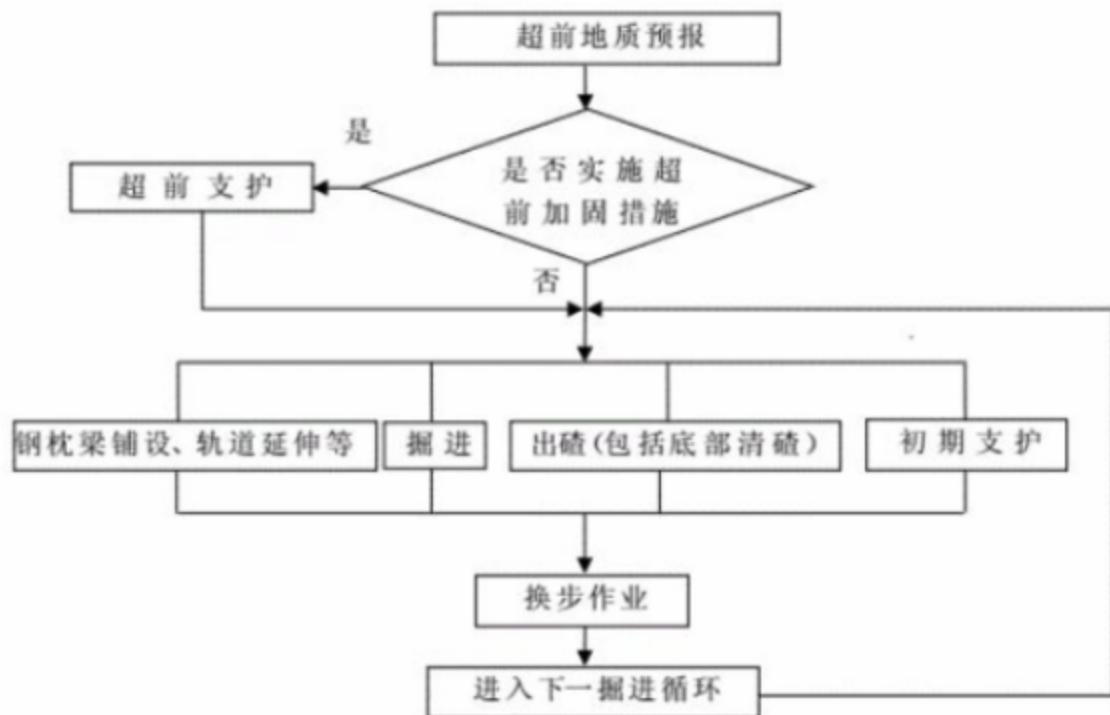 超前地质预报
是
是否实施超
前加固措施
超前支护
否
钢枕梁铺设、轨道延伸等
掘进
出碴(包括底部清碴)
初期支护
换步作业
进入下一掘进循环